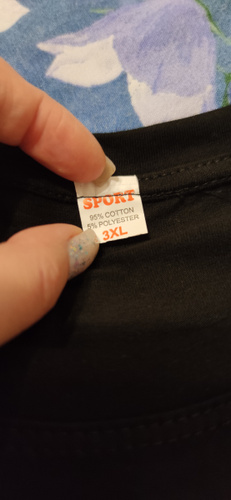 SPORT
95% COTTON
5% POLYESTER
3XL